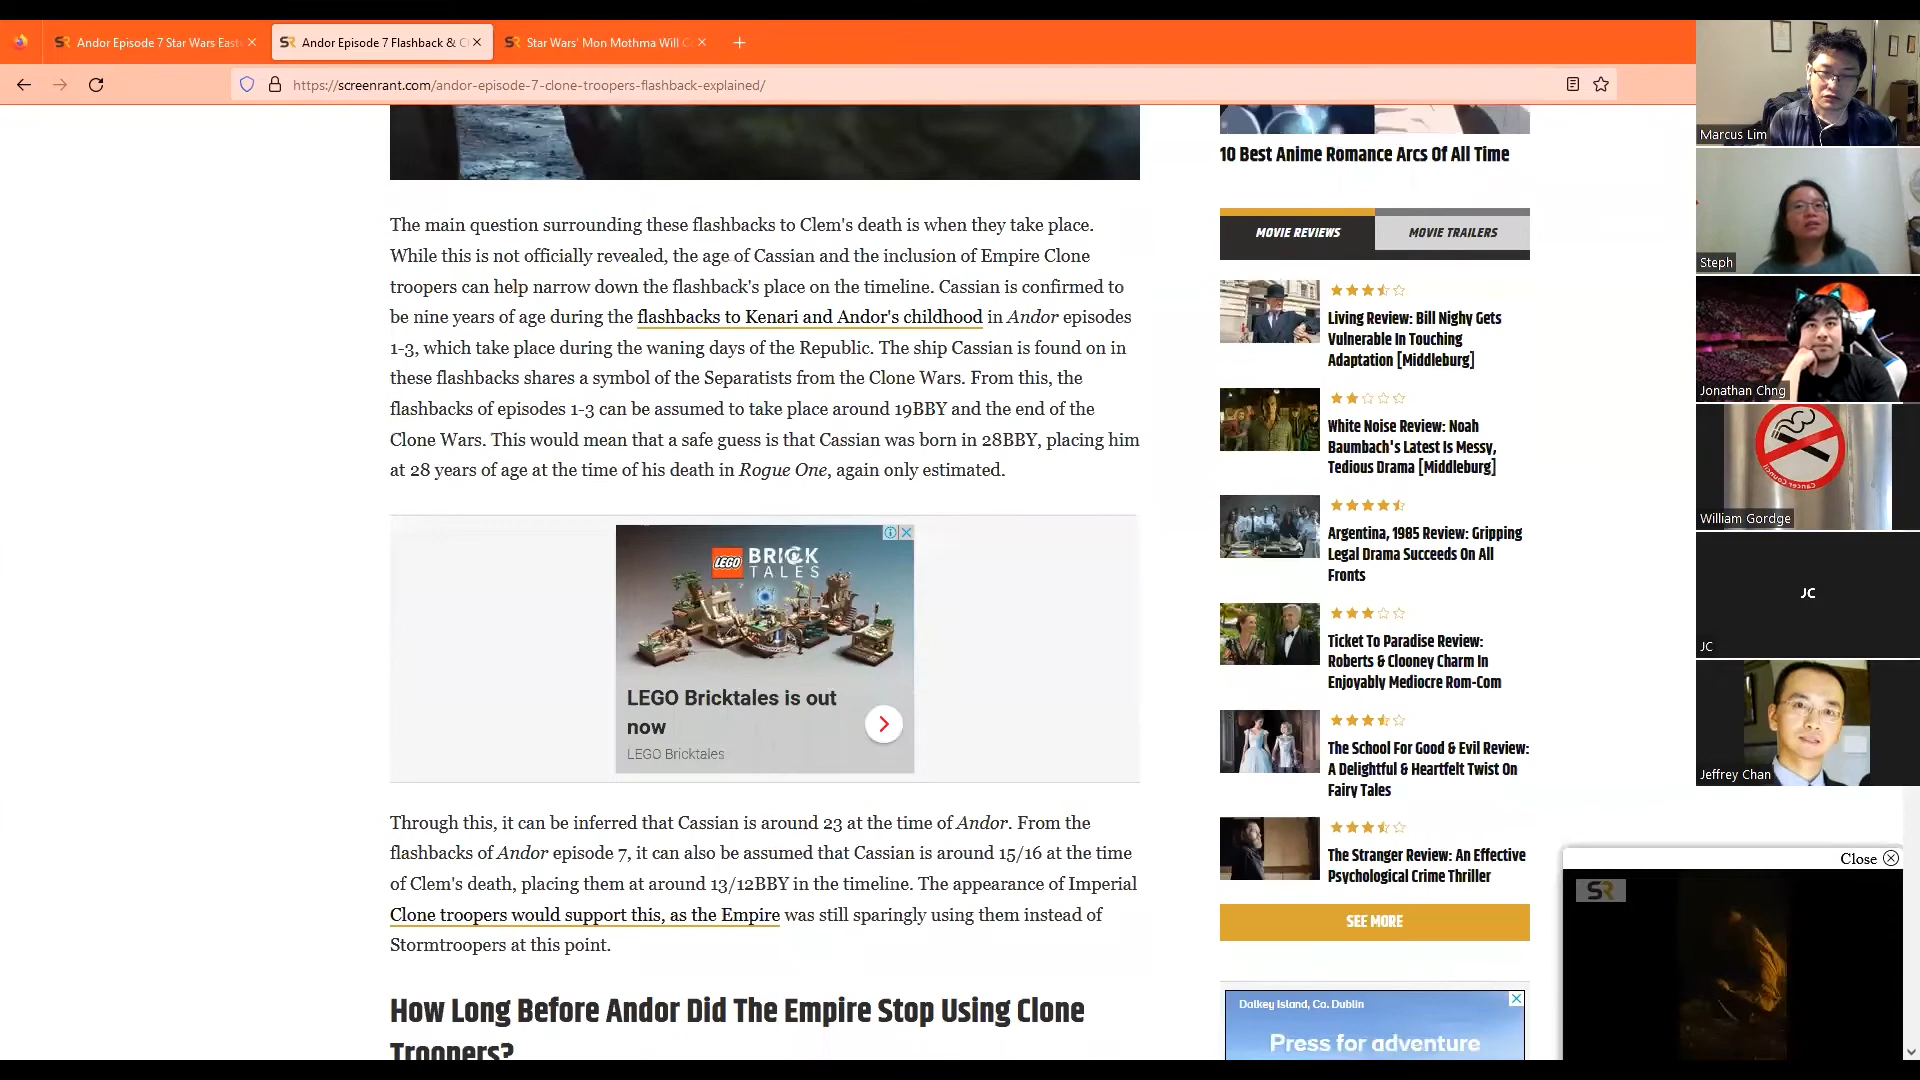 Andor Episode 7 Star Wars East
Andor Episode 7 Flashback & C
Star Wars' Mon Mothma Will C
https://screenrant.com/andor-episode-7-clone-troopers-flashback-explained/
The main question surrounding these flashbacks to Clem's death is when they take place.
While this is not officially revealed, the age of Cassian and the inclusion of Empire Clone
troopers can help narrow down the flashback's place on the timeline. Cassian is confirmed to
be nine years of age during the flashbacks to Kenari and Andor's childhood in Andor episodes
1-3, which take place during the waning days of the Republic. The ship Cassian is found on in
these flashbacks shares a symbol of the Separatists from the Clone Wars. From this, the
flashbacks of episodes 1-3 can be assumed to take place around 19BBY and the end of the
Clone Wars. This would mean that a safe guess is that Cassian was born in 28BBY, placing him
at 28 years of age at the time of his death in Rogue One, again only estimated.
LEGO
BRICK
TALES
LEGO Bricktales is out
now
LEGO Bricktales
Through this, it can be inferred that Cassian is around 23 at the time of Andor. From the
flashbacks of Andor episode 7, it can also be assumed that Cassian is around 15/16 at the time
of Clem's death, placing them at around 13/12BBY in the timeline. The appearance of Imperial
Clone troopers would support this, as the Empire was still sparingly using them instead of
Stormtroopers at this point.
How Long Before Andor Did The Empire Stop Using Clone
Troopers?
10 Best Anime Romance Arcs Of All Time
MOVIE REVIEWS
MOVIE TRAILERS
Living Review: Bill Nighy Gets
Vulnerable In Touching
Adaptation [Middleburg]
White Noise Review: Noah
Baumbach's Latest Is Messy,
Tedious Drama [Middleburg]
Argentina, 1985 Review: Gripping
Legal Drama Succeeds On All
Fronts
Ticket To Paradise Review:
Roberts & Clooney Charm In
Enjoyably Mediocre Rom-Com
The School For Good & Evil Review:
A Delightful & Heartfelt Twist On
Fairy Tales
The Stranger Review: An Effective
Psychological Crime Thriller
SEE MORE
Dalkey Island, Co. Dublin
Press for adventure
Marcus Lim
Steph
Jonathan Chng
Cancer Council
William Gordge
JC
JC
Jeffrey Chan
Close
SR